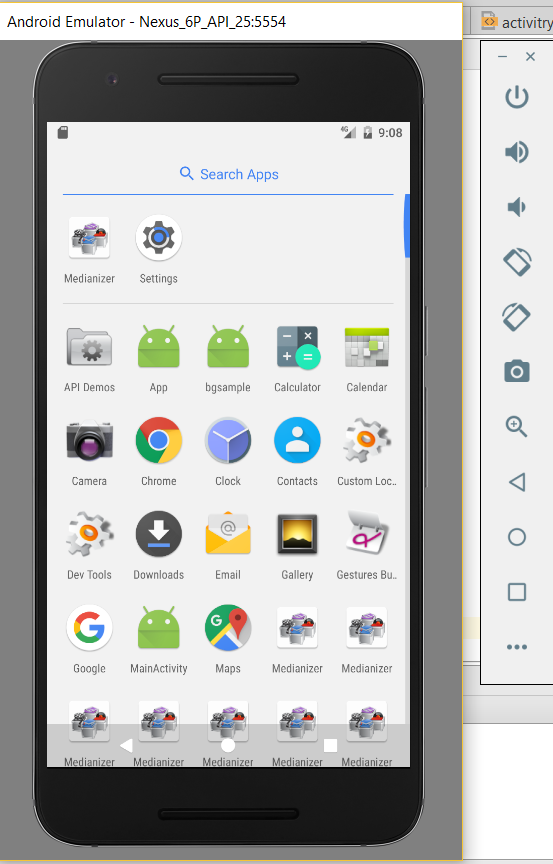 Android Emulator - Nexus_6P_API_25:5554
activitry
4G 9:08
Search Apps
Medianizer Settings
API Demos App bgsample Calculator Calendar
Camera Chrome Clock Contacts Custom Loc..
Dev Tools Downloads Email Gallery Gestures Bu..
Google MainActivity Maps Medianizer Medianizer
Medianizer Medianizer Medianizer Medianizer Medianizer